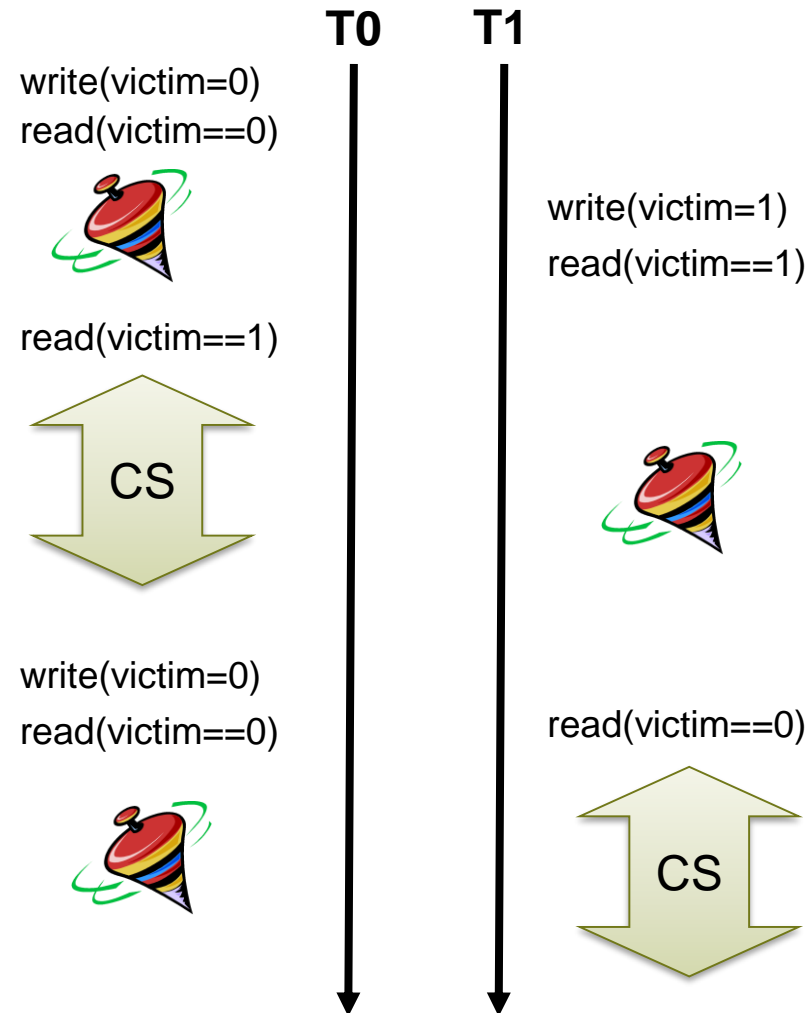 T0 T1
write(victim=0)
read(victim==0)
write(victim=1)
read(victim==1)
read(victim==1)
CS
write(victim=0)
read(victim==0)
read(victim==0)
CS